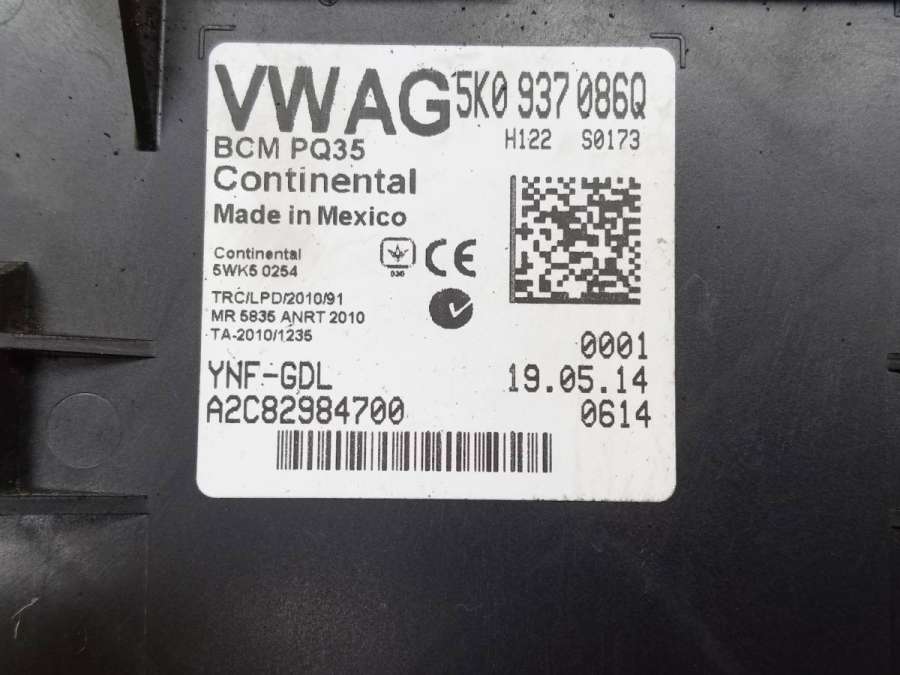 VWAG 5K0 937 086Q
BCM PQ35 H122 S0173
Continental
Made in Mexico
Continental
5WK5 0254
TRC/LPD/2010/91
MR 5835 ANRT 2010
TA-2010/1235
0001
YNF-GDL 19.05.14
A2C82984700 0614